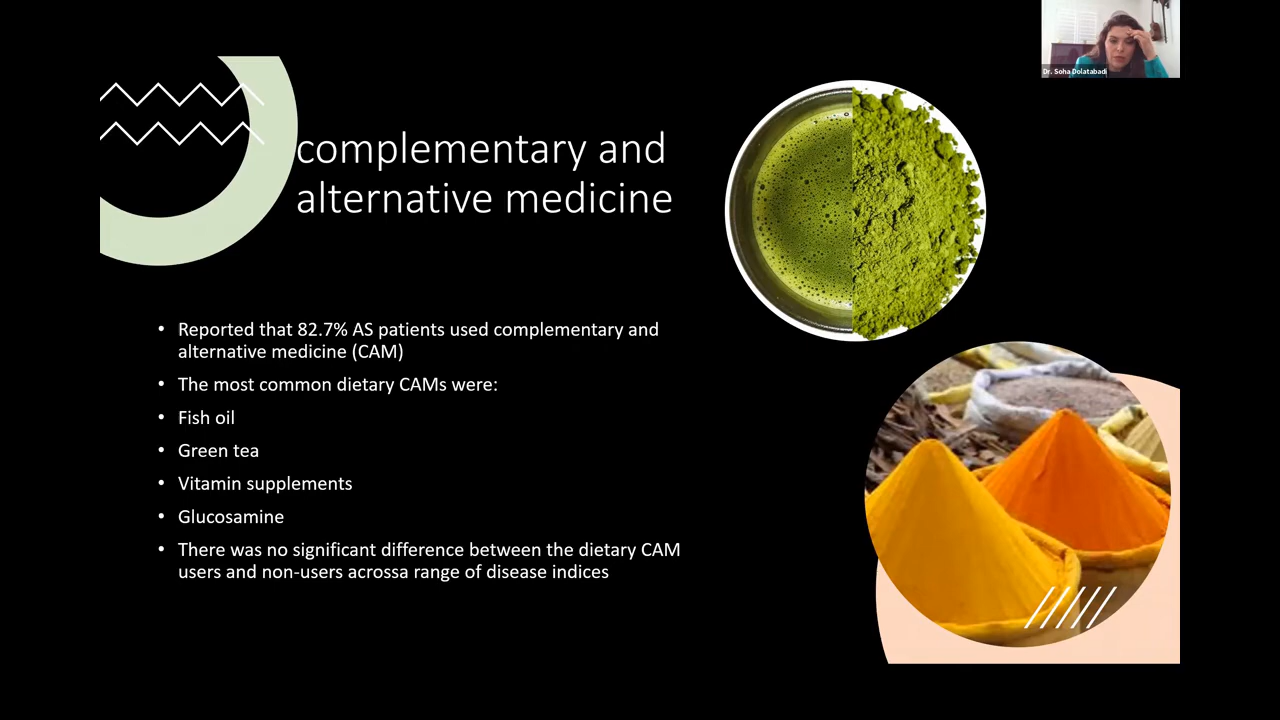 Dr. Soha Dolatabadi
complementary and
alternative medicine
• Reported that 82.7% AS patients used complementary and
alternative medicine (CAM)
• The most common dietary CAMs were:
• Fish oil
• Green tea
• Vitamin supplements
• Glucosamine
• There was no significant difference between the dietary CAM
users and non-users acrossa range of disease indices